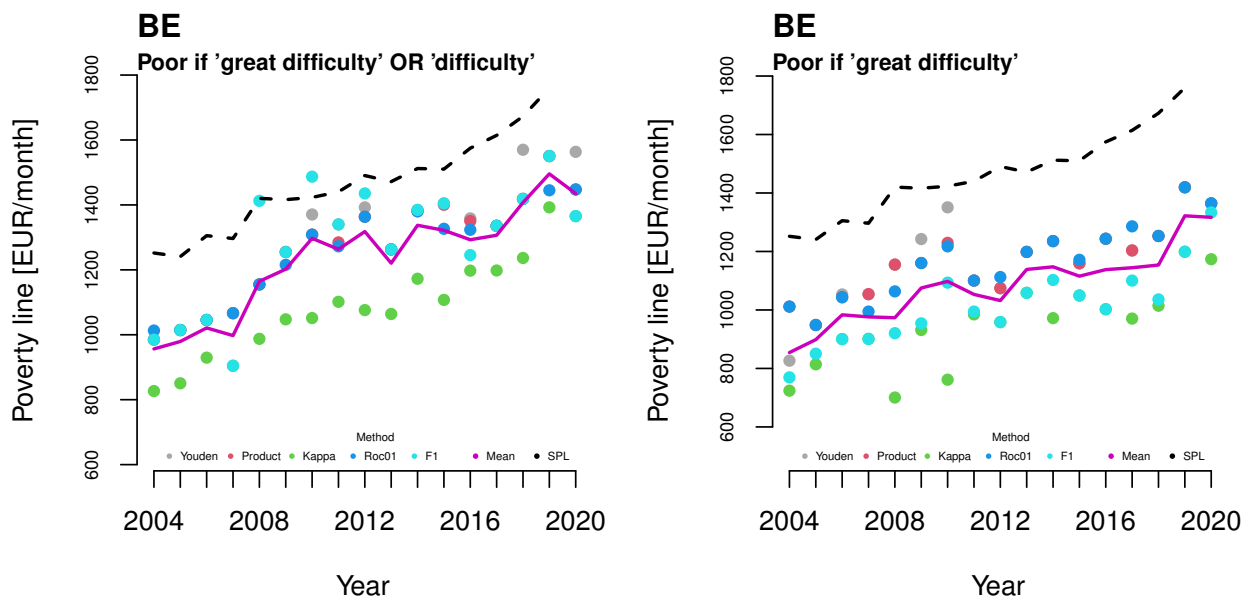 BE
Poor if 'great difficulty' OR 'difficulty'
Poverty line [EUR/month]
1800
1600
1400
1200
1000
800
600
Method
Youden Product Kappa Roc01 F1 Mean SPL
2004 2008 2012 2016 2020
Year
BE
Poor if 'great difficulty'
Poverty line [EUR/month]
1800
1600
1400
1200
1000
800
600
Method
Youden Product Kappa Roc01 F1 Mean SPL
2004 2008 2012 2016 2020
Year